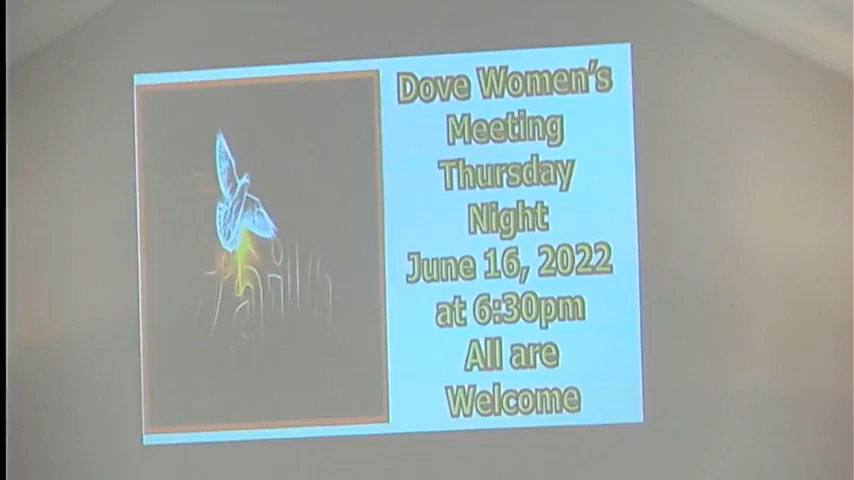 Dove Women's
Meeting
Thursday
Night
June 16, 2022
at 6:30pm
All are
Welcome
Faith